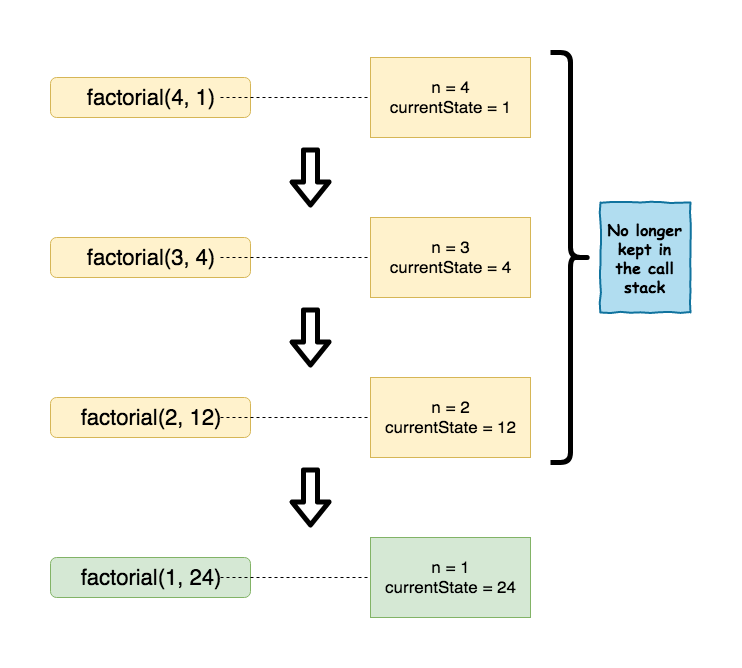 factorial(4, 1)
n = 4
currentState = 1
factorial(3, 4)
n = 3
currentState = 4
No longer
kept in
the call
stack
factorial(2, 12)
n = 2
currentState = 12
factorial(1, 24)
n = 1
currentState = 24